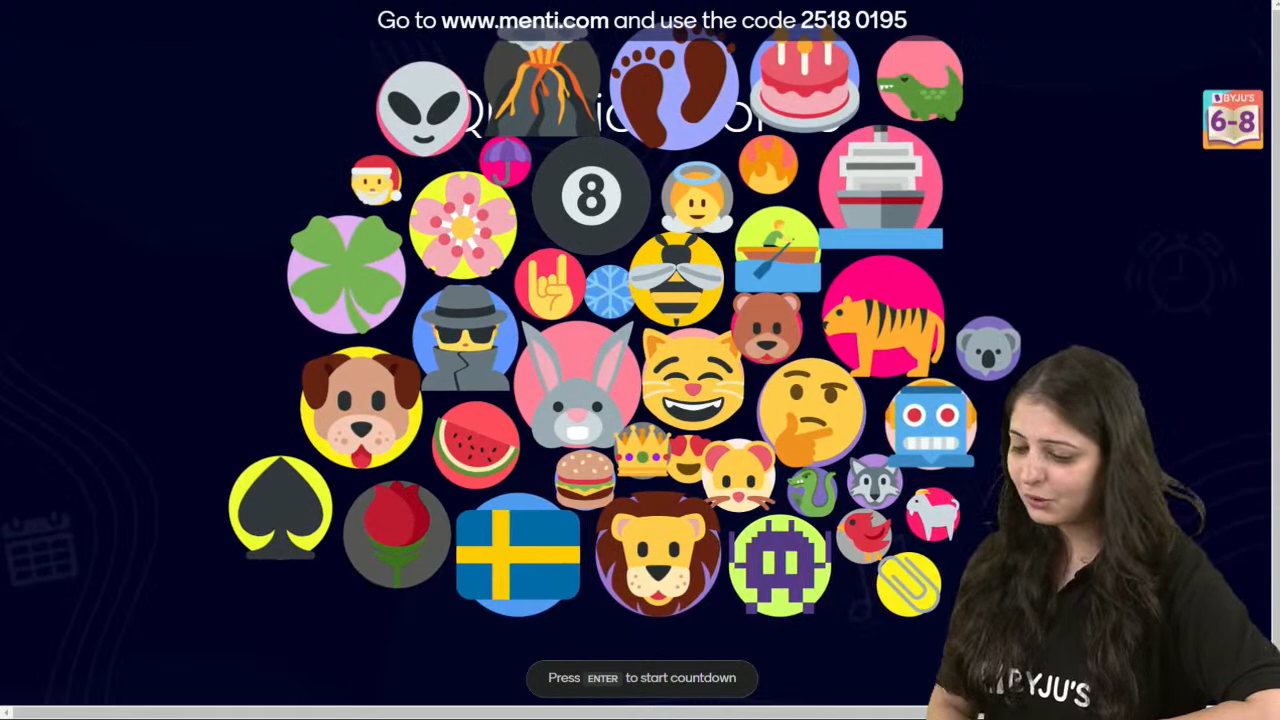 Go to www.menti.com and use the code 2518 0195
BYJU'S
6-8
8
Press ENTER to start countdown
BYJU'S